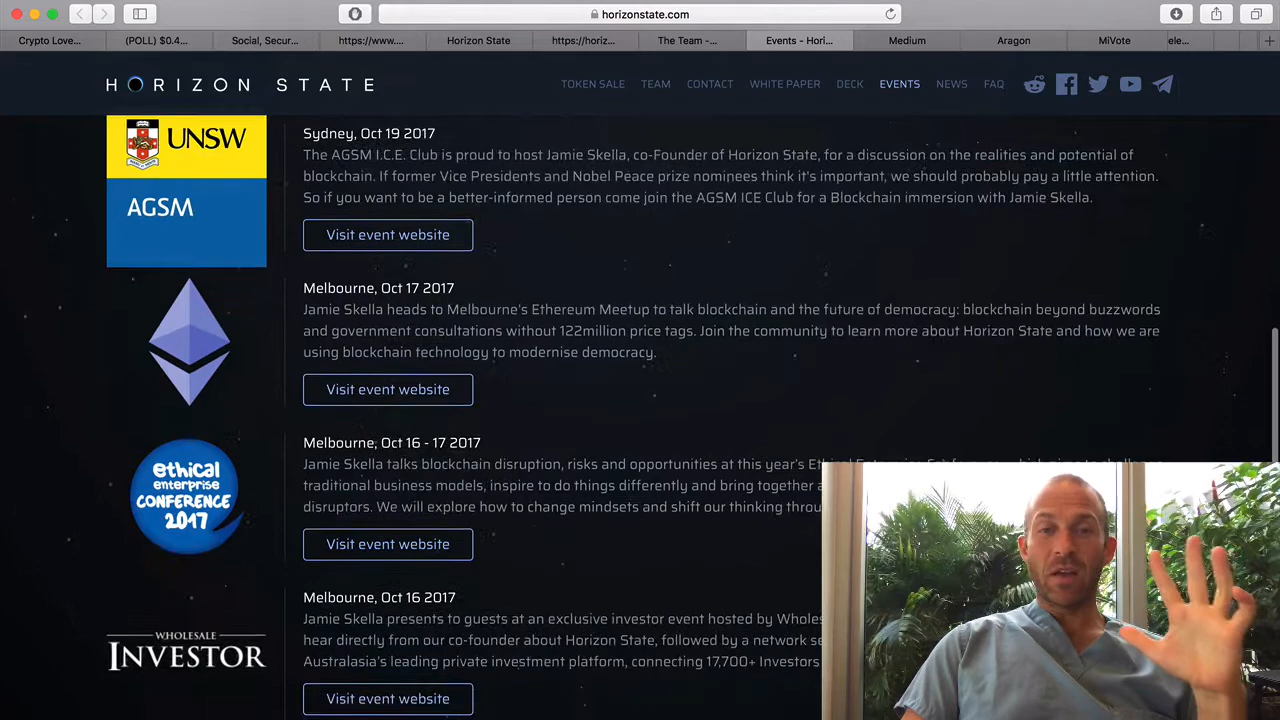 horizonstate.com
Crypto Love...
(POLL) $0.4...
Social, Secur...
https://www....
Horizon State
https://horiz...
The Team -...
Events - Hori...
Medium
Aragon
MiVote
ele...
HORIZON STATE
TOKEN SALE
TEAM
CONTACT
WHITE PAPER
DECK
EVENTS
NEWS
FAQ
UNSW
AGSM
Sydney, Oct 19 2017
The AGSM I.C.E. Club is proud to host Jamie Skella, co-Founder of Horizon State, for a discussion on the realities and potential of
blockchain. If former Vice Presidents and Nobel Peace prize nominees think it's important, we should probably pay a little attention.
So if you want to be a better-informed person come join the AGSM ICE Club for a Blockchain immersion with Jamie Skella.
Visit event website
Melbourne, Oct 17 2017
Jamie Skella heads to Melbourne's Ethereum Meetup to talk blockchain and the future of democracy: blockchain beyond buzzwords
and government consultations without 122million price tags. Join the community to learn more about Horizon State and how we are
using blockchain technology to modernise democracy.
Visit event website
ethical
enterprise
CONFERENCE
2017
Melbourne, Oct 16 - 17 2017
Jamie Skella talks blockchain disruption, risks and opportunities at this year's
traditional business models, inspire to do things differently and bring together
disruptors. We will explore how to change mindsets and shift our thinking
Visit event website
WHOLESALE
INVESTOR
Melbourne, Oct 16 2017
Jamie Skella presents to guests at an exclusive investor event hosted by
hear directly from our co-founder about Horizon State, followed by a network
Australasia's leading private investment platform, connecting 17,700+ Investors
Visit event website